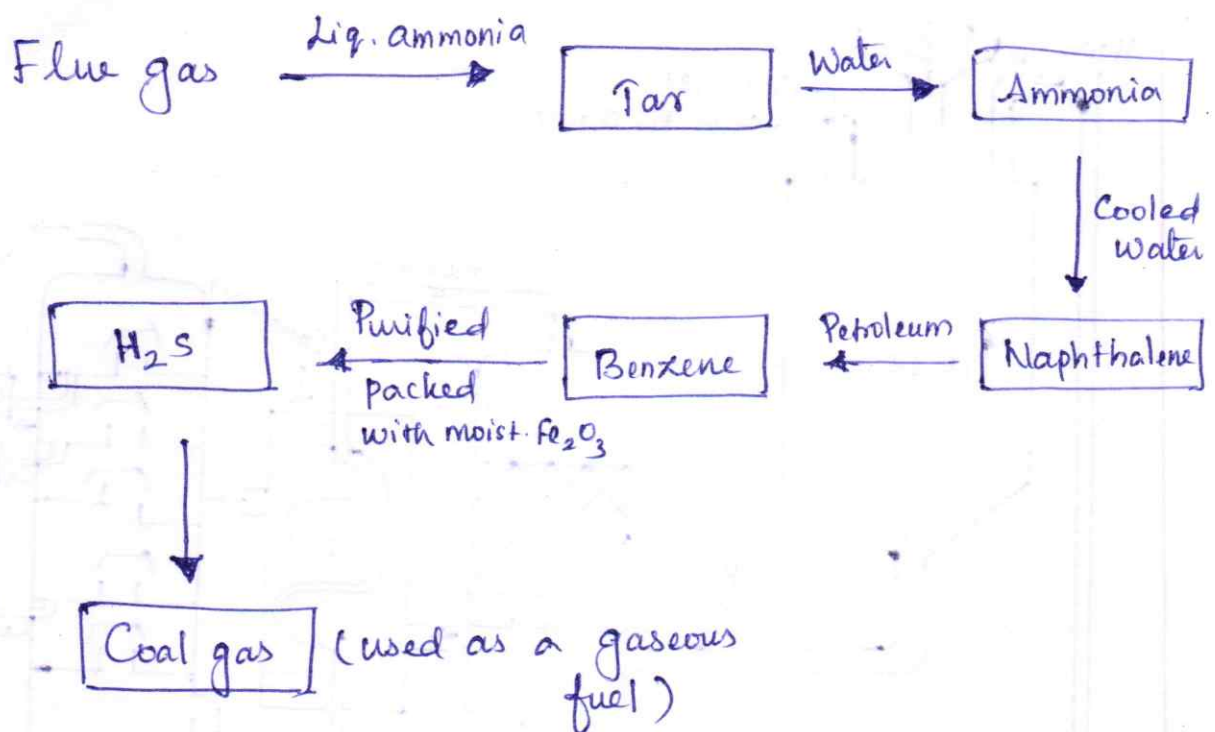 Flue gas
Liq. ammonia
Tar
Water
Ammonia
Cooled
water
Naphthalene
Petroleum
Benzene
Purified
packed
with moist. Fe₂O₃
H₂S
Coal gas (used as a gaseous
fuel)